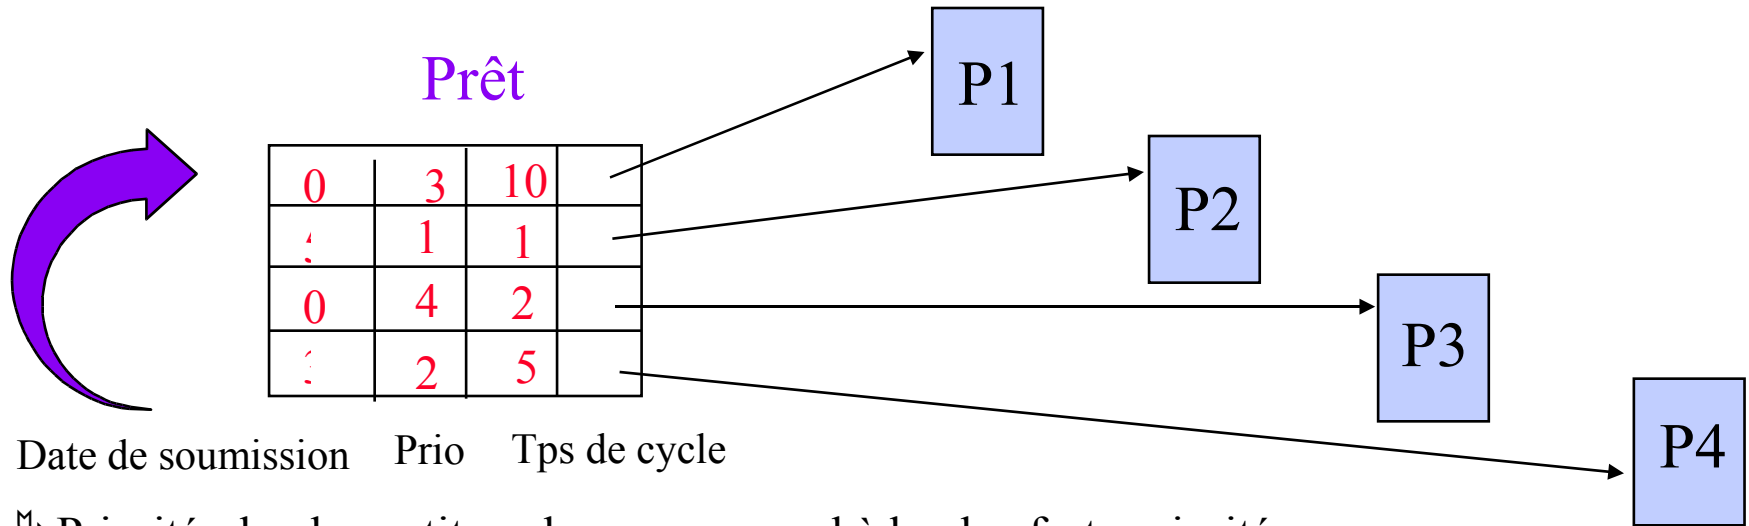 Prêt
P1
P2
P3
P4
0 3 10
1 1
0 4 2
2 5
Date de soumission Prio Tps de cycle